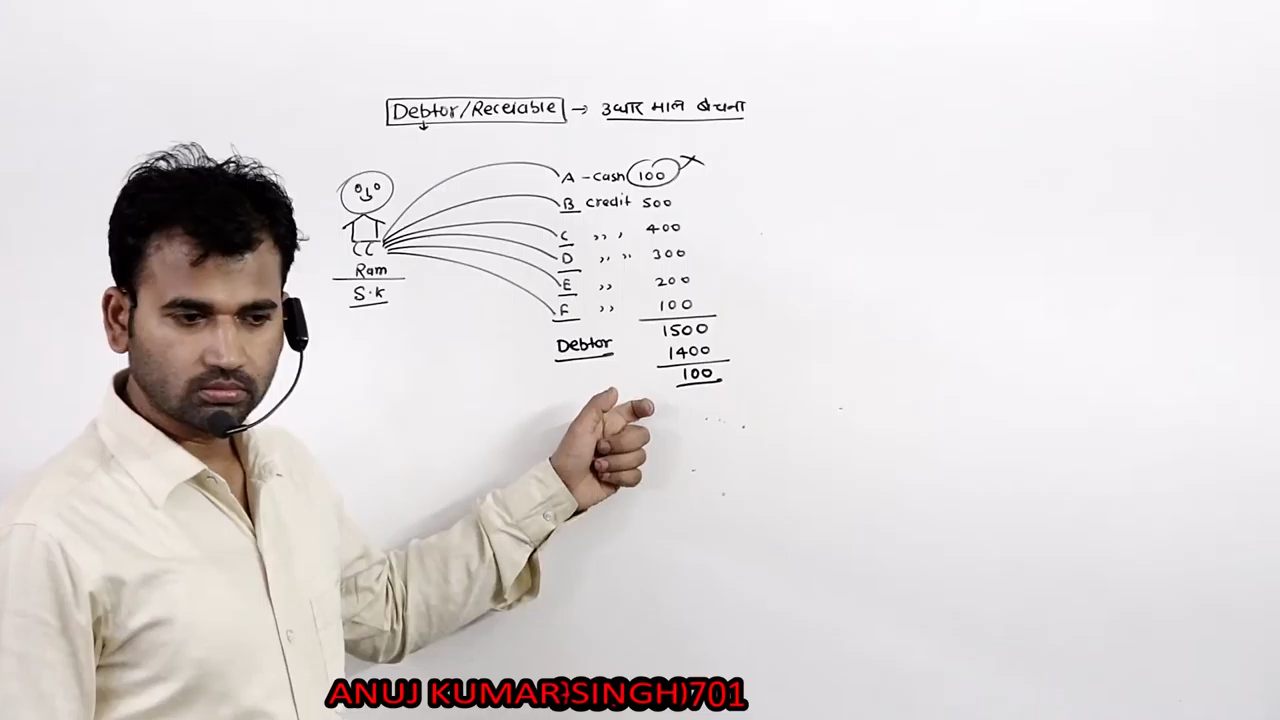 Debtor/Receiable → उधार माल बेचना
A - cash 100 ×
B credit 500
C ,, , 400
D ,, ,, 300
E ,, 200
F ,, 100
1500
Debtor 1400
100
Ram
S.K
ANUJ KUMAR SINGH 701